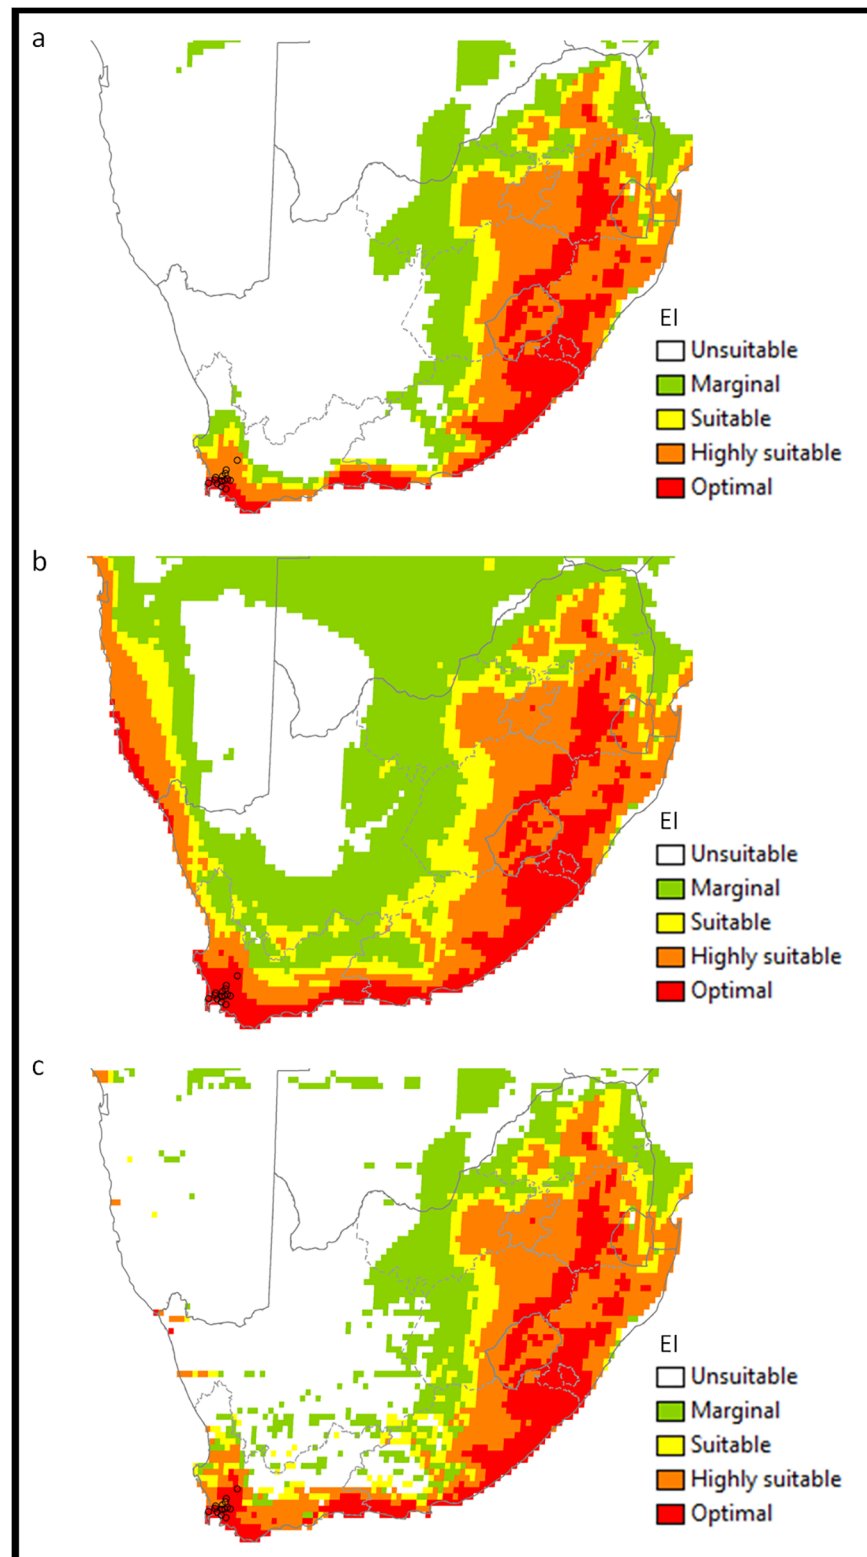 a
EI
Unsuitable
Marginal
Suitable
Highly suitable
Optimal
b
EI
Unsuitable
Marginal
Suitable
Highly suitable
Optimal
c
EI
Unsuitable
Marginal
Suitable
Highly suitable
Optimal